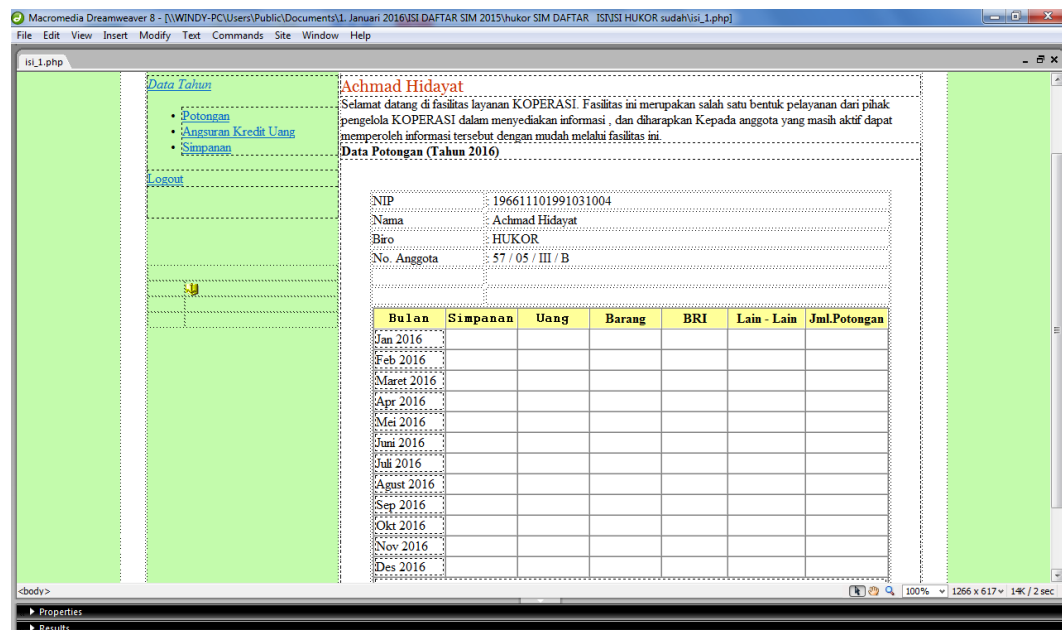 Macromedia Dreamweaver 8 - [\\WINDY-PC\Users\Public\Documents\1. Januari 2016\ISI DAFTAR SIM 2015\hukor SIM DAFTAR ISI\ISI HUKOR sudah\isi_1.php]
File Edit View Insert Modify Text Commands Site Window Help
isi_1.php
Data Tahun
• Potongan
• Angsuran Kredit Uang
• Simpanan
Logout
Achmad Hidayat
Selamat datang di fasilitas layanan KOPERASI. Fasilitas ini merupakan salah satu bentuk pelayanan dari pihak
pengelola KOPERASI dalam menyediakan informasi , dan diharapkan Kepada anggota yang masih aktif dapat
memperoleh informasi tersebut dengan mudah melalui fasilitas ini.
Data Potongan (Tahun 2016)
NIP : 196611101991031004
Nama : Achmad Hidayat
Biro : HUKOR
No. Anggota : 57 / 05 / III / B
Bulan Simpanan Uang Barang BRI Lain - Lain Jml.Potongan
Jan 2016
Feb 2016
Maret 2016
Apr 2016
Mei 2016
Juni 2016
Juli 2016
Agust 2016
Sep 2016
Okt 2016
Nov 2016
Des 2016
<body> 100% 1266 x 617 14K / 2 sec
Properties
Results